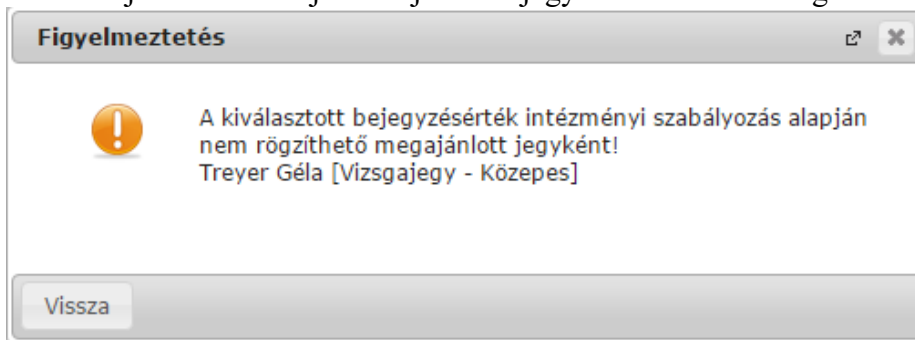 Figyelmeztetés
A kiválasztott bejegyzésérték intézményi szabályozás alapján
nem rögzíthető megajánlott jegyként!
Treyer Géla [Vizsgajegy - Közepes]
Vissza